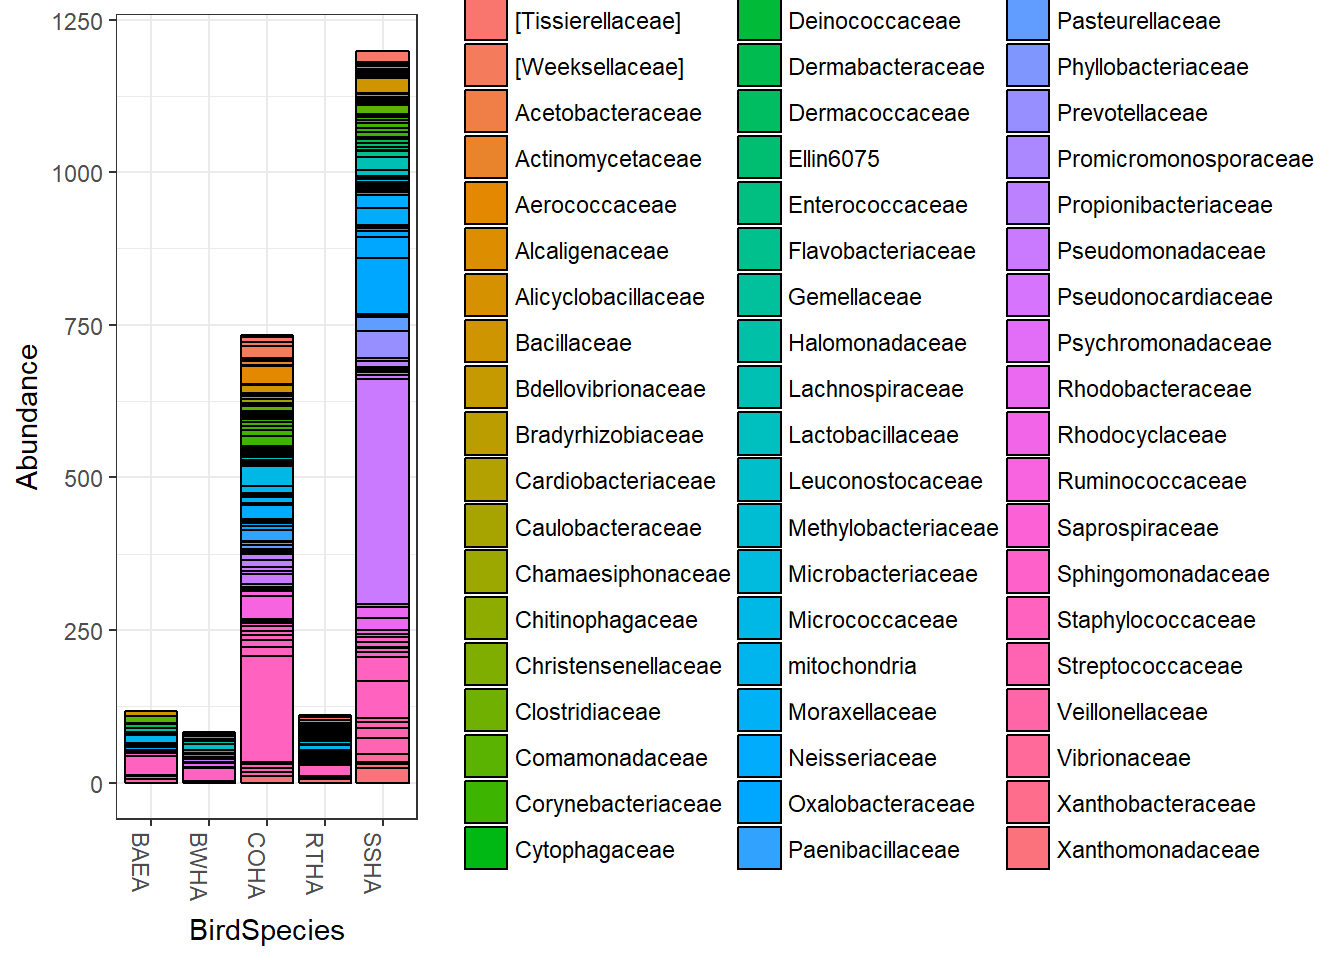 1250
1000
750
500
250
0
Abundance
BAEA
BWHA
COHA
RTHA
SSHA
BirdSpecies
[Tissierellaceae]
[Weeksellaceae]
Acetobacteraceae
Actinomycetaceae
Aerococcaceae
Alcaligenaceae
Alicyclobacillaceae
Bacillaceae
Bdellovibrionaceae
Bradyrhizobiaceae
Cardiobacteriaceae
Caulobacteraceae
Chamaesiphonaceae
Chitinophagaceae
Christensenellaceae
Clostridiaceae
Comamonadaceae
Corynebacteriaceae
Cytophagaceae
Deinococcaceae
Dermabacteraceae
Dermacoccaceae
Ellin6075
Enterococcaceae
Flavobacteriaceae
Gemellaceae
Halomonadaceae
Lachnospiraceae
Lactobacillaceae
Leuconostocaceae
Methylobacteriaceae
Microbacteriaceae
Micrococcaceae
mitochondria
Moraxellaceae
Neisseriaceae
Oxalobacteraceae
Paenibacillaceae
Pasteurellaceae
Phyllobacteriaceae
Prevotellaceae
Promicromonosporaceae
Propionibacteriaceae
Pseudomonadaceae
Pseudonocardiaceae
Psychromonadaceae
Rhodobacteraceae
Rhodocyclaceae
Ruminococcaceae
Saprospiraceae
Sphingomonadaceae
Staphylococcaceae
Streptococcaceae
Veillonellaceae
Vibrionaceae
Xanthobacteraceae
Xanthomonadaceae